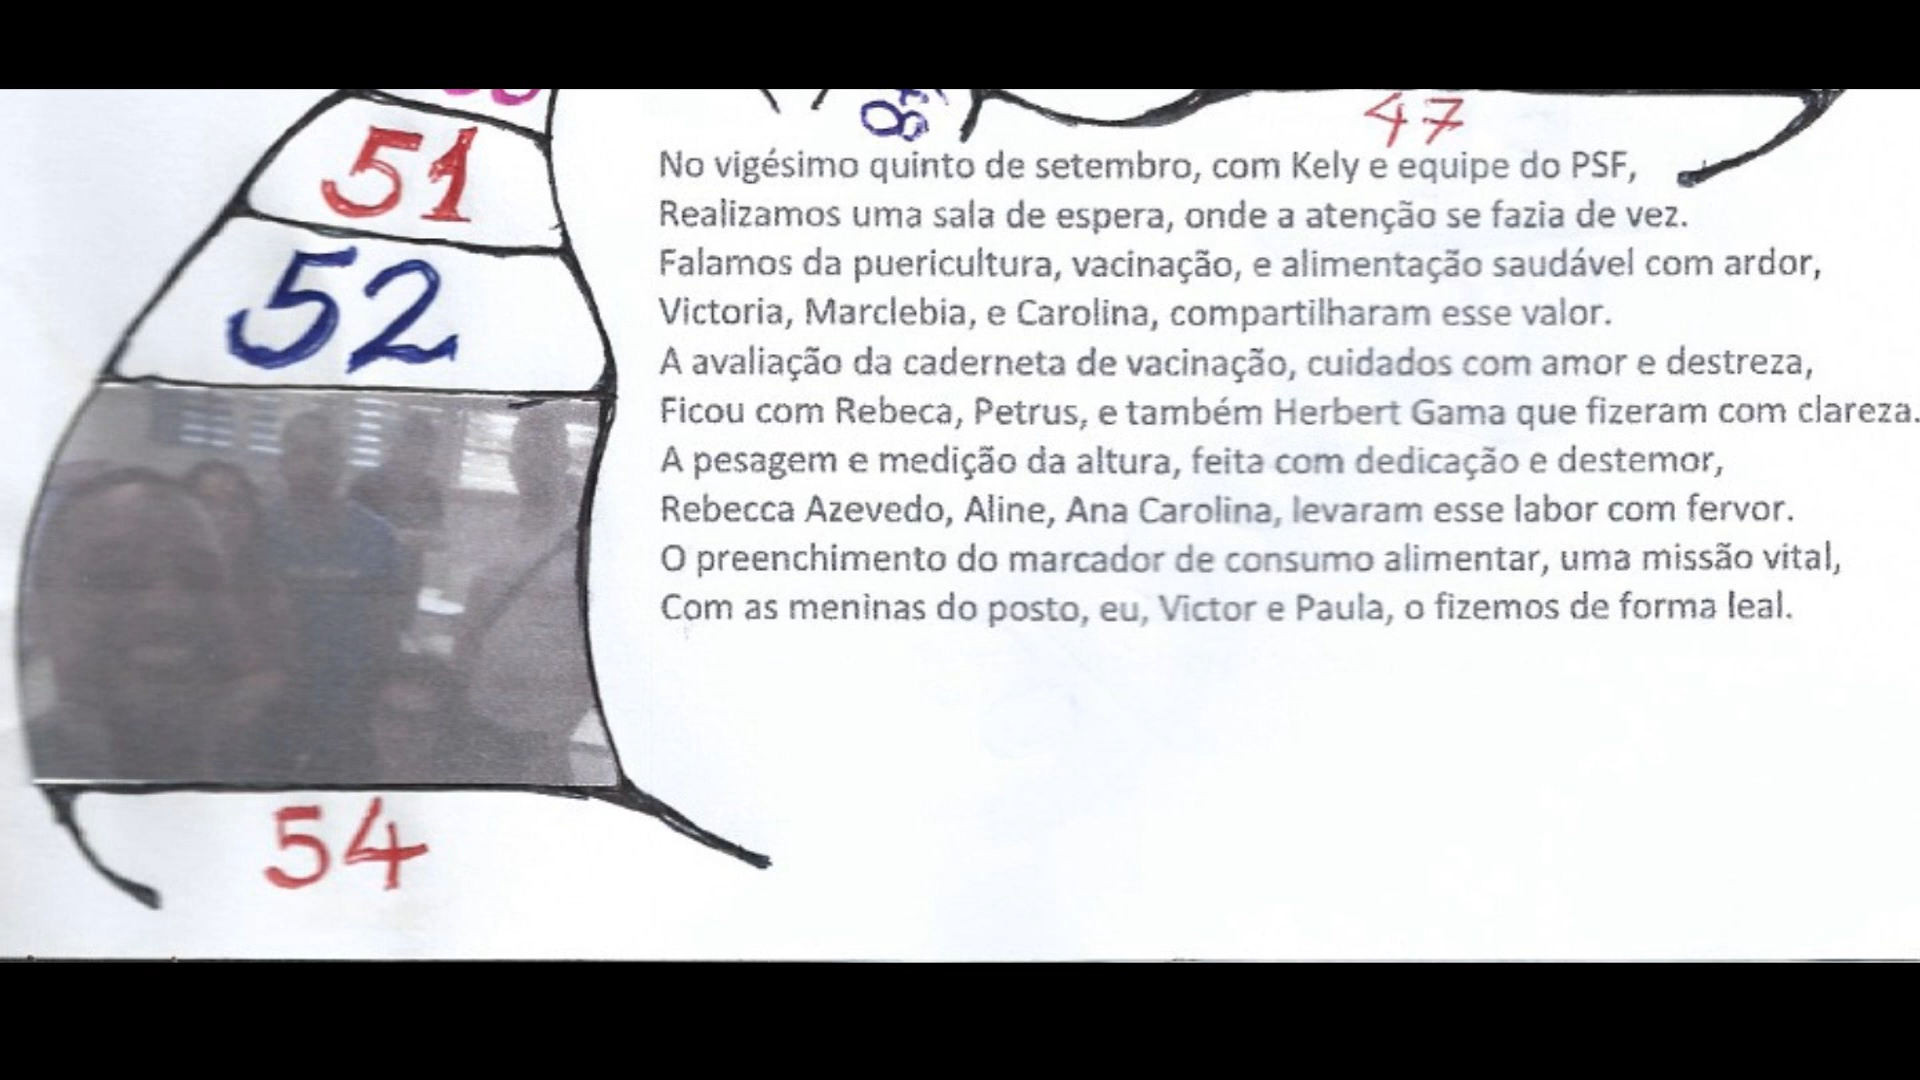 51
52
54
47
No vigésimo quinto de setembro, com Kely e equipe do PSF,
Realizamos uma sala de espera, onde a atenção se fazia de vez.
Falamos da puericultura, vacinação, e alimentação saudável com ardor,
Victoria, Marclebia, e Carolina, compartilharam esse valor.
A avaliação da caderneta de vacinação, cuidados com amor e destreza,
Ficou com Rebeca, Petrus, e também Herbert Gama que fizeram com clareza.
A pesagem e medição da altura, feita com dedicação e destemor,
Rebecca Azevedo, Aline, Ana Carolina, levaram esse labor com fervor.
O preenchimento do marcador de consumo alimentar, uma missão vital,
Com as meninas do posto, eu, Victor e Paula, o fizemos de forma leal.